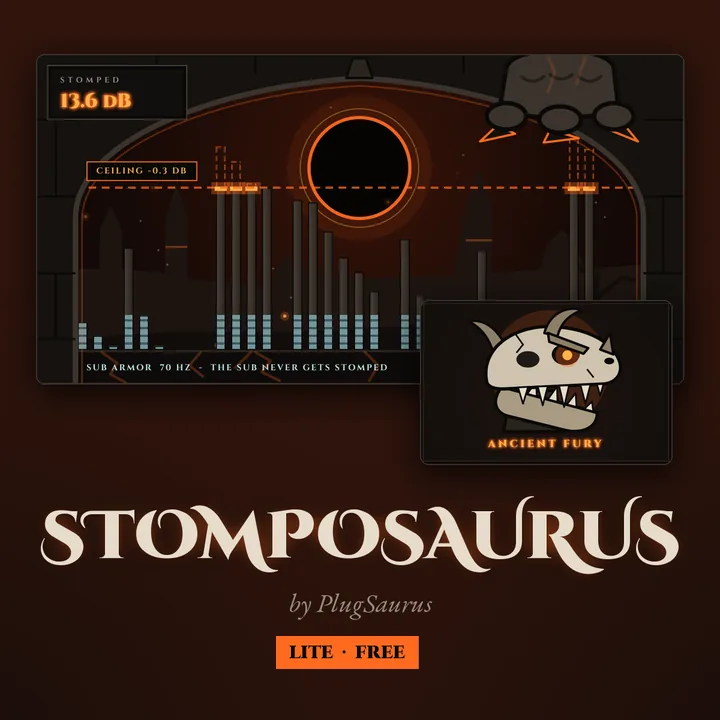 STOMPED
13.6 DB
CEILING -0.3 DB
SUB ARMOR 70 HZ - THE SUB NEVER GETS STOMPED
ANCIENT FURY
STOMPOSAURUS
by PlugSaurus
LITE · FREE